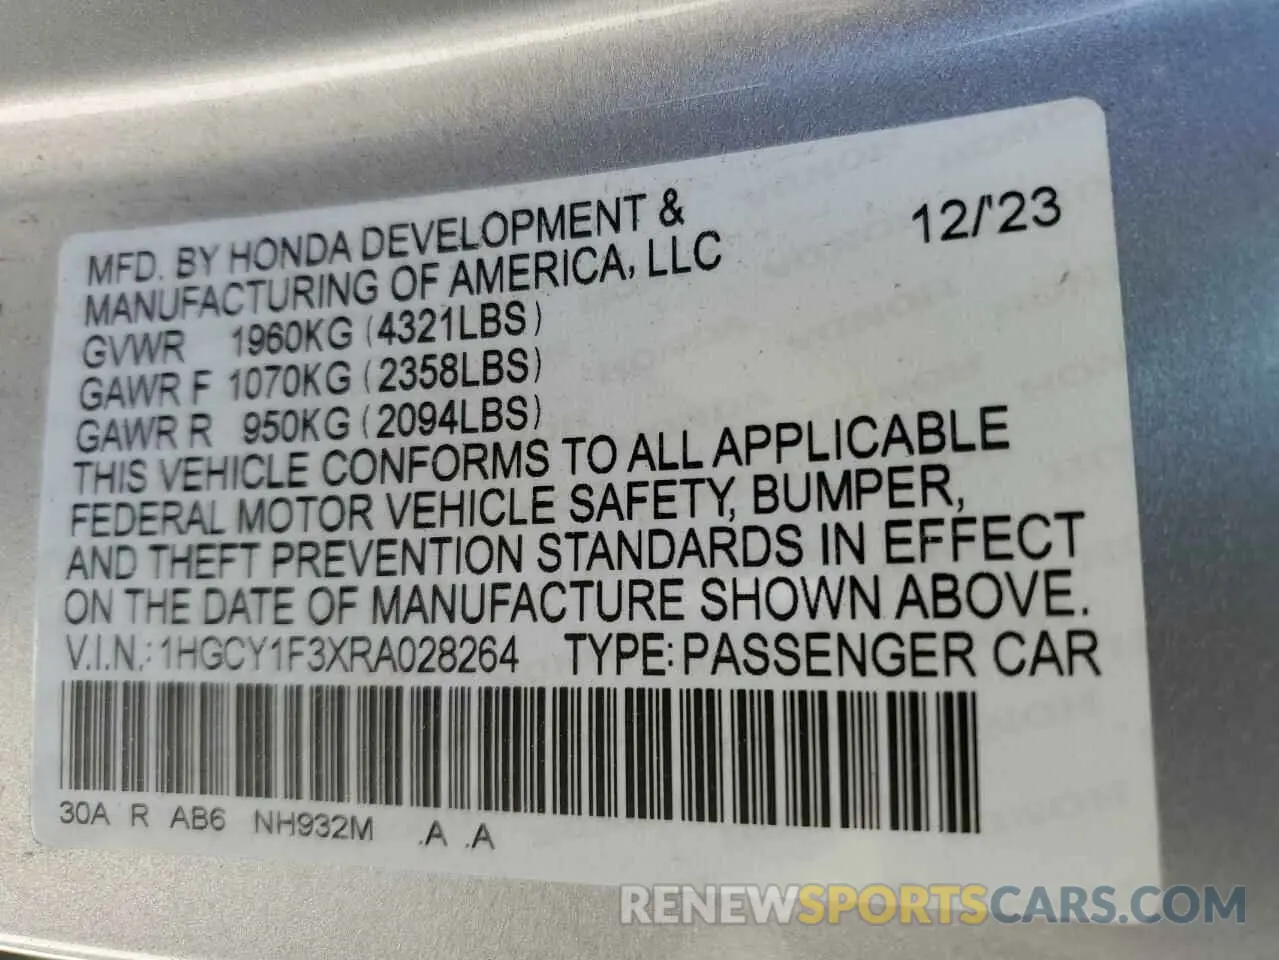 MFD. BY HONDA DEVELOPMENT & 12/'23
MANUFACTURING OF AMERICA, LLC
GVWR 1960KG (4321LBS)
GAWR F 1070KG (2358LBS)
GAWR R 950KG (2094LBS)
THIS VEHICLE CONFORMS TO ALL APPLICABLE
FEDERAL MOTOR VEHICLE SAFETY, BUMPER,
AND THEFT PREVENTION STANDARDS IN EFFECT
ON THE DATE OF MANUFACTURE SHOWN ABOVE.
V.I.N.: 1HGCY1F3XRA028264 TYPE: PASSENGER CAR
30A R AB6 NH932M .A .A
RENEWSPORTSCARS.COM